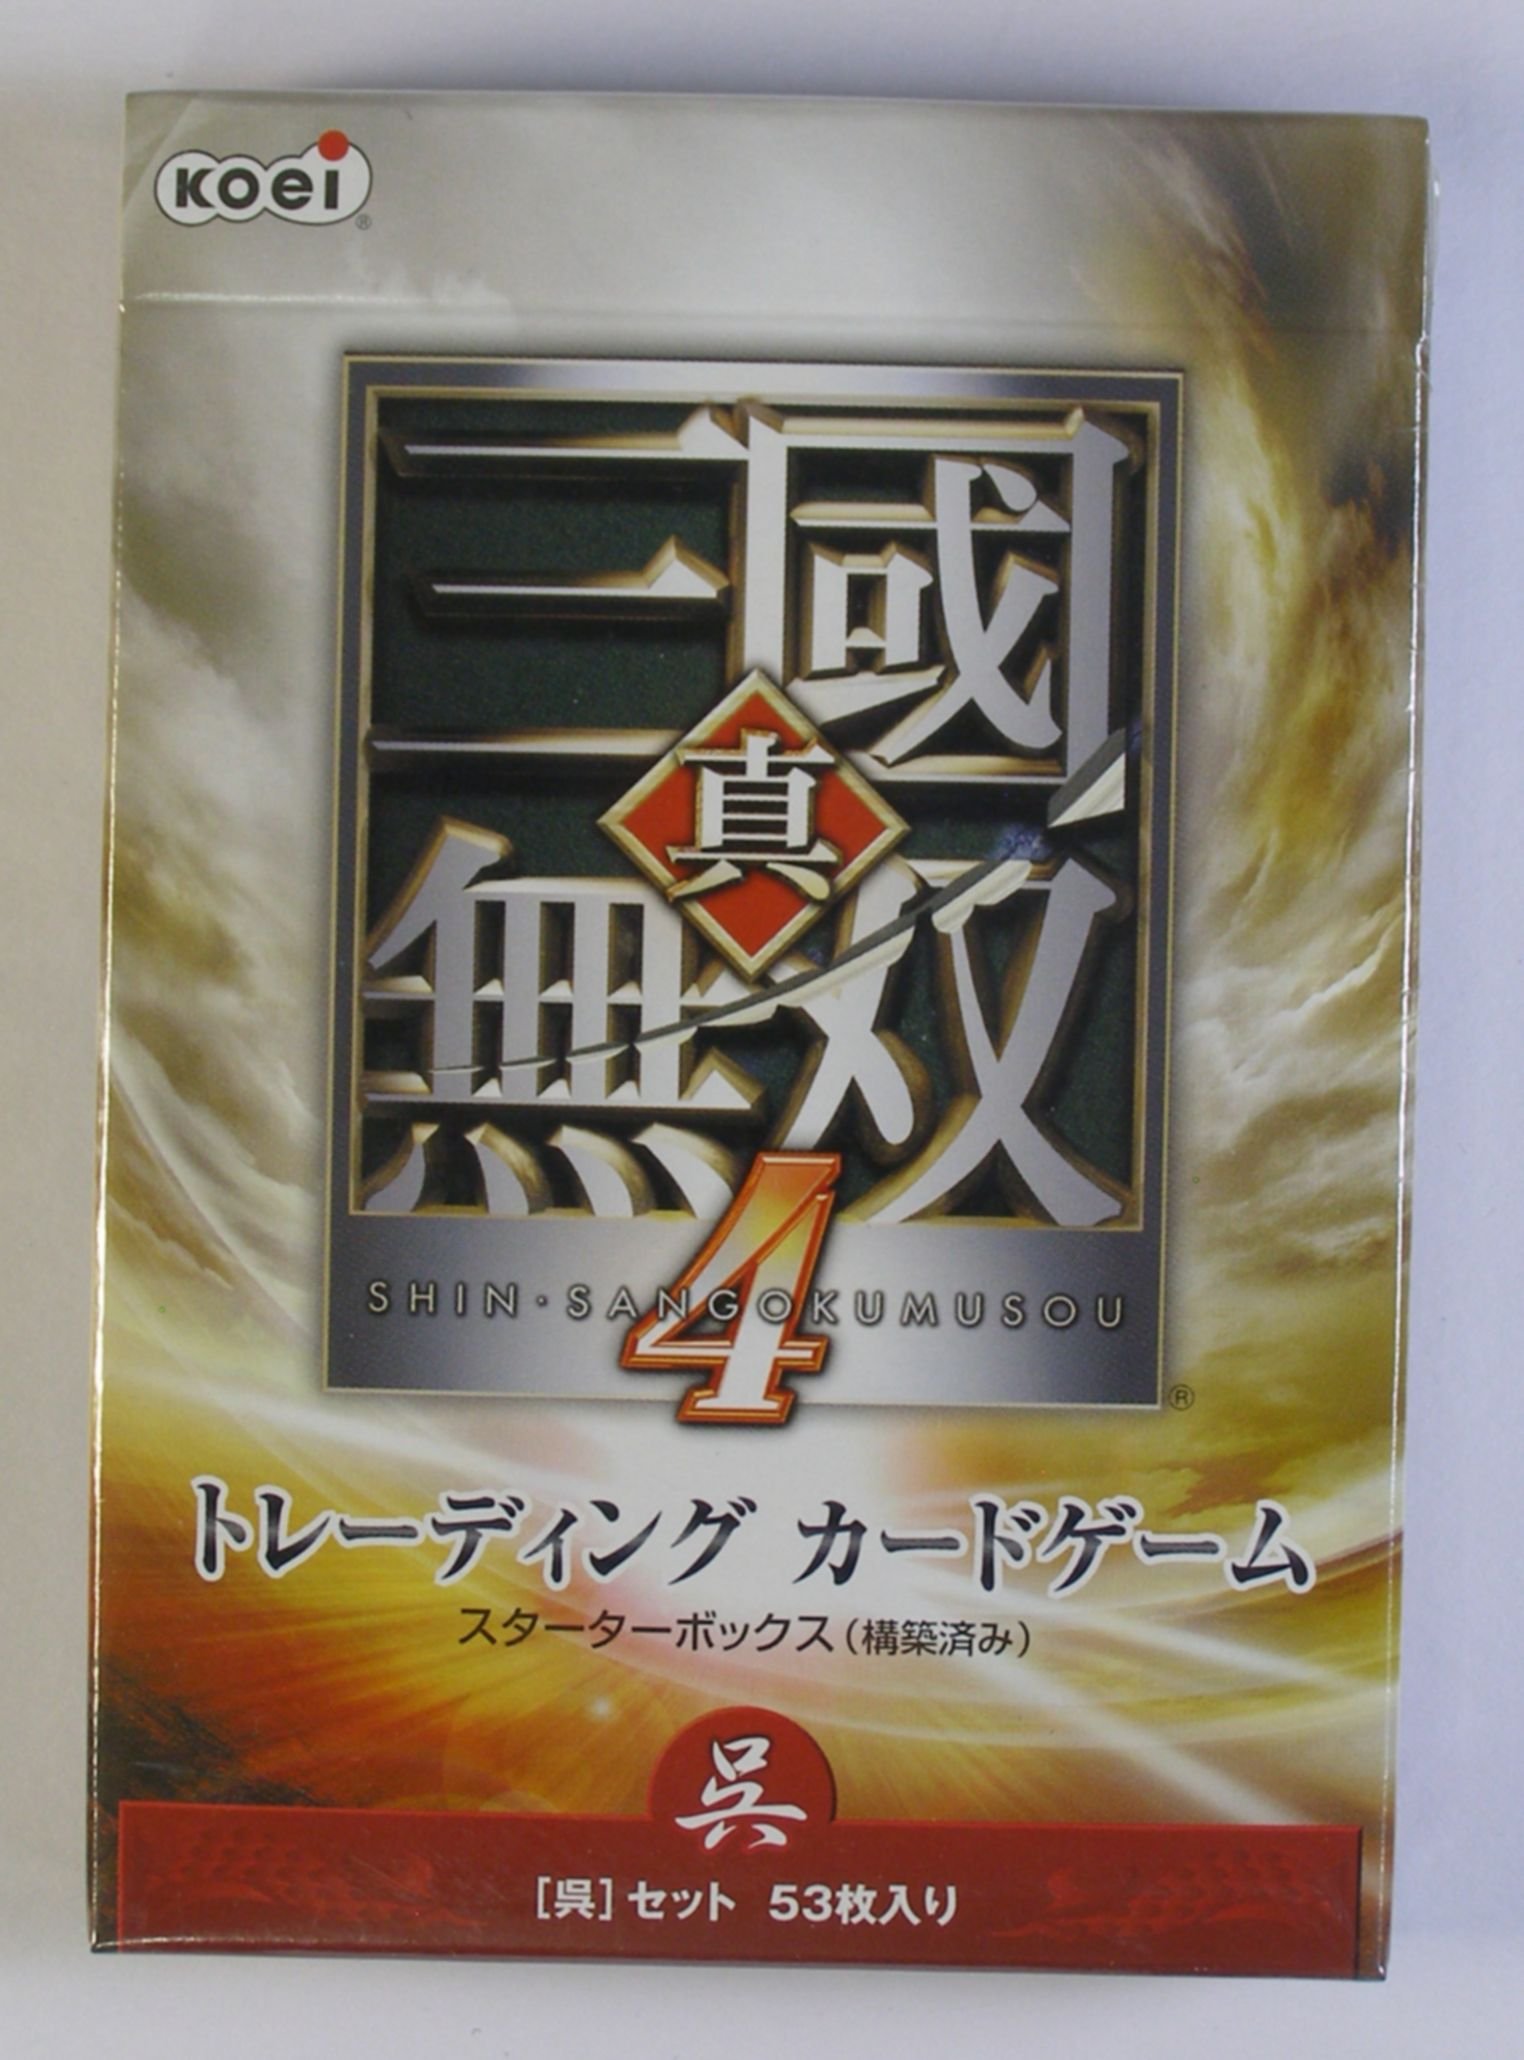 koei®
三國
真
無双
4
SHIN・SANGOKUMUSOU
®
トレーディング カードゲーム
スターターボックス(構築済み)
呉
[呉]セット 53枚入り